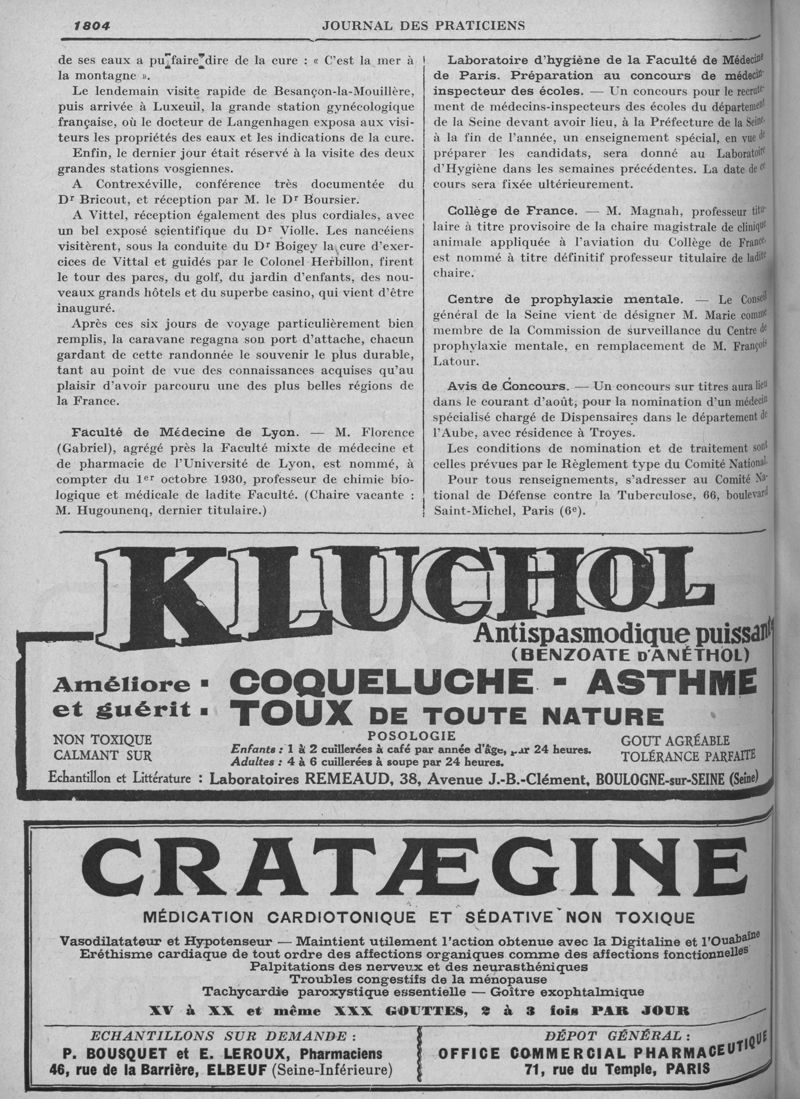 1804
JOURNAL DES PRATICIENS
de ses eaux a pu faire dire de la cure : « C'est la mer à
la montagne ».
Le lendemain visite rapide de Besançon-la-Mouillère,
puis arrivée à Luxeuil, la grande station gynécologique
française, où le docteur de Langenhagen exposa aux visi-
teurs les propriétés des eaux et les indications de la cure.
Enfin, le dernier jour était réservé à la visite des deux
grandes stations vosgiennes.
A Contrexéville, conférence très documentée du
Dr Bricout, et réception par M. le Dr Boursier.
A Vittel, réception également des plus cordiales, avec
un bel exposé scientifique du Dr Violle. Les nancéiens
visitèrent, sous la conduite du Dr Boigey la cure d'exer-
cices de Vittal et guidés par le Colonel Herbillon, firent
le tour des parcs, du golf, du jardin d'enfants, des nou-
veaux grands hôtels et du superbe casino, qui vient d'être
inauguré.
Après ces six jours de voyage particulièrement bien
remplis, la caravane regagna son port d'attache, chacun
gardant de cette randonnée le souvenir le plus durable,
tant au point de vue des connaissances acquises qu'au
plaisir d'avoir parcouru une des plus belles régions de
la France.
Faculté de Médecine de Lyon. — M. Florence
(Gabriel), agrégé près la Faculté mixte de médecine et
de pharmacie de l'Université de Lyon, est nommé, à
compter du 1er octobre 1930, professeur de chimie bio-
logique et médicale de ladite Faculté. (Chaire vacante :
M. Hugounenq, dernier titulaire.)
Laboratoire d'hygiène de la Faculté de Médecine
de Paris. Préparation au concours de médecin-
inspecteur des écoles. — Un concours pour le recrute-
ment de médecins-inspecteurs des écoles du département
de la Seine devant avoir lieu, à la Préfecture de la Seine,
à la fin de l'année, un enseignement spécial, en vue de
préparer les candidats, sera donné au Laboratoire
d'Hygiène dans les semaines précédentes. La date de ce
cours sera fixée ultérieurement.
Collège de France. — M. Magnah, professeur titu-
laire à titre provisoire de la chaire magistrale de clinique
animale appliquée à l'aviation du Collège de France,
est nommé à titre définitif professeur titulaire de ladite
chaire.
Centre de prophylaxie mentale. — Le Conseil
général de la Seine vient de désigner M. Marie comme
membre de la Commission de surveillance du Centre de
prophylaxie mentale, en remplacement de M. François
Latour.
Avis de Concours. — Un concours sur titres aura lieu
dans le courant d'août, pour la nomination d'un médecin
spécialisé chargé de Dispensaires dans le département de
l'Aube, avec résidence à Troyes.
Les conditions de nomination et de traitement sont
celles prévues par le Règlement type du Comité National.
Pour tous renseignements, s'adresser au Comité Na-
tional de Défense contre la Tuberculose, 66, boulevard
Saint-Michel, Paris (6e).
KLUCHOL
Antispasmodique puissant
(BENZOATE D'ANÉTHOL)
Améliore
et guérit
COQUELUCHE - ASTHME
TOUX DE TOUTE NATURE
NON TOXIQUE
CALMANT SUR
POSOLOGIE
Enfants : 1 à 2 cuillerées à café par année d'âge, par 24 heures.
Adultes : 4 à 6 cuillerées à soupe par 24 heures.
GOUT AGRÉABLE
TOLÉRANCE PARFAITE
Echantillon et Littérature : Laboratoires REMEAUD, 38, Avenue J.-B.-Clément, BOULOGNE-sur-SEINE (Seine)
CRATÆGINE
MÉDICATION CARDIOTONIQUE ET SÉDATIVE NON TOXIQUE
Vasodilatateur et Hypotenseur — Maintient utilement l'action obtenue avec la Digitaline et l'Ouabaïne
Eréthisme cardiaque de tout ordre des affections organiques comme des affections fonctionnelles
Palpitations des nerveux et des neurasthéniques
Troubles congestifs de la ménopause
Tachycardie paroxystique essentielle — Goître exophtalmique
XV à XX et même XXX GOUTTES, 2 à 3 fois PAR JOUR
ECHANTILLONS SUR DEMANDE :
P. BOUSQUET et E. LEROUX, Pharmaciens
46, rue de la Barrière, ELBEUF (Seine-Inférieure)
DÉPOT GÉNÉRAL :
OFFICE COMMERCIAL PHARMACEUTIQUE
71, rue du Temple, PARIS